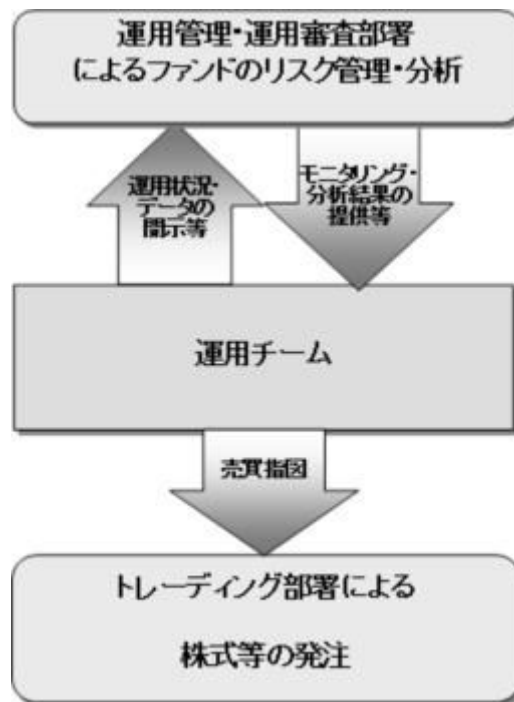 運用管理・運用審査部署
によるファンドのリスク管理・分析
運用状況・
データの
開示等
モニタリング・
分析結果の
提供等
運用チーム
売買指図
トレーディング部署による
株式等の発注